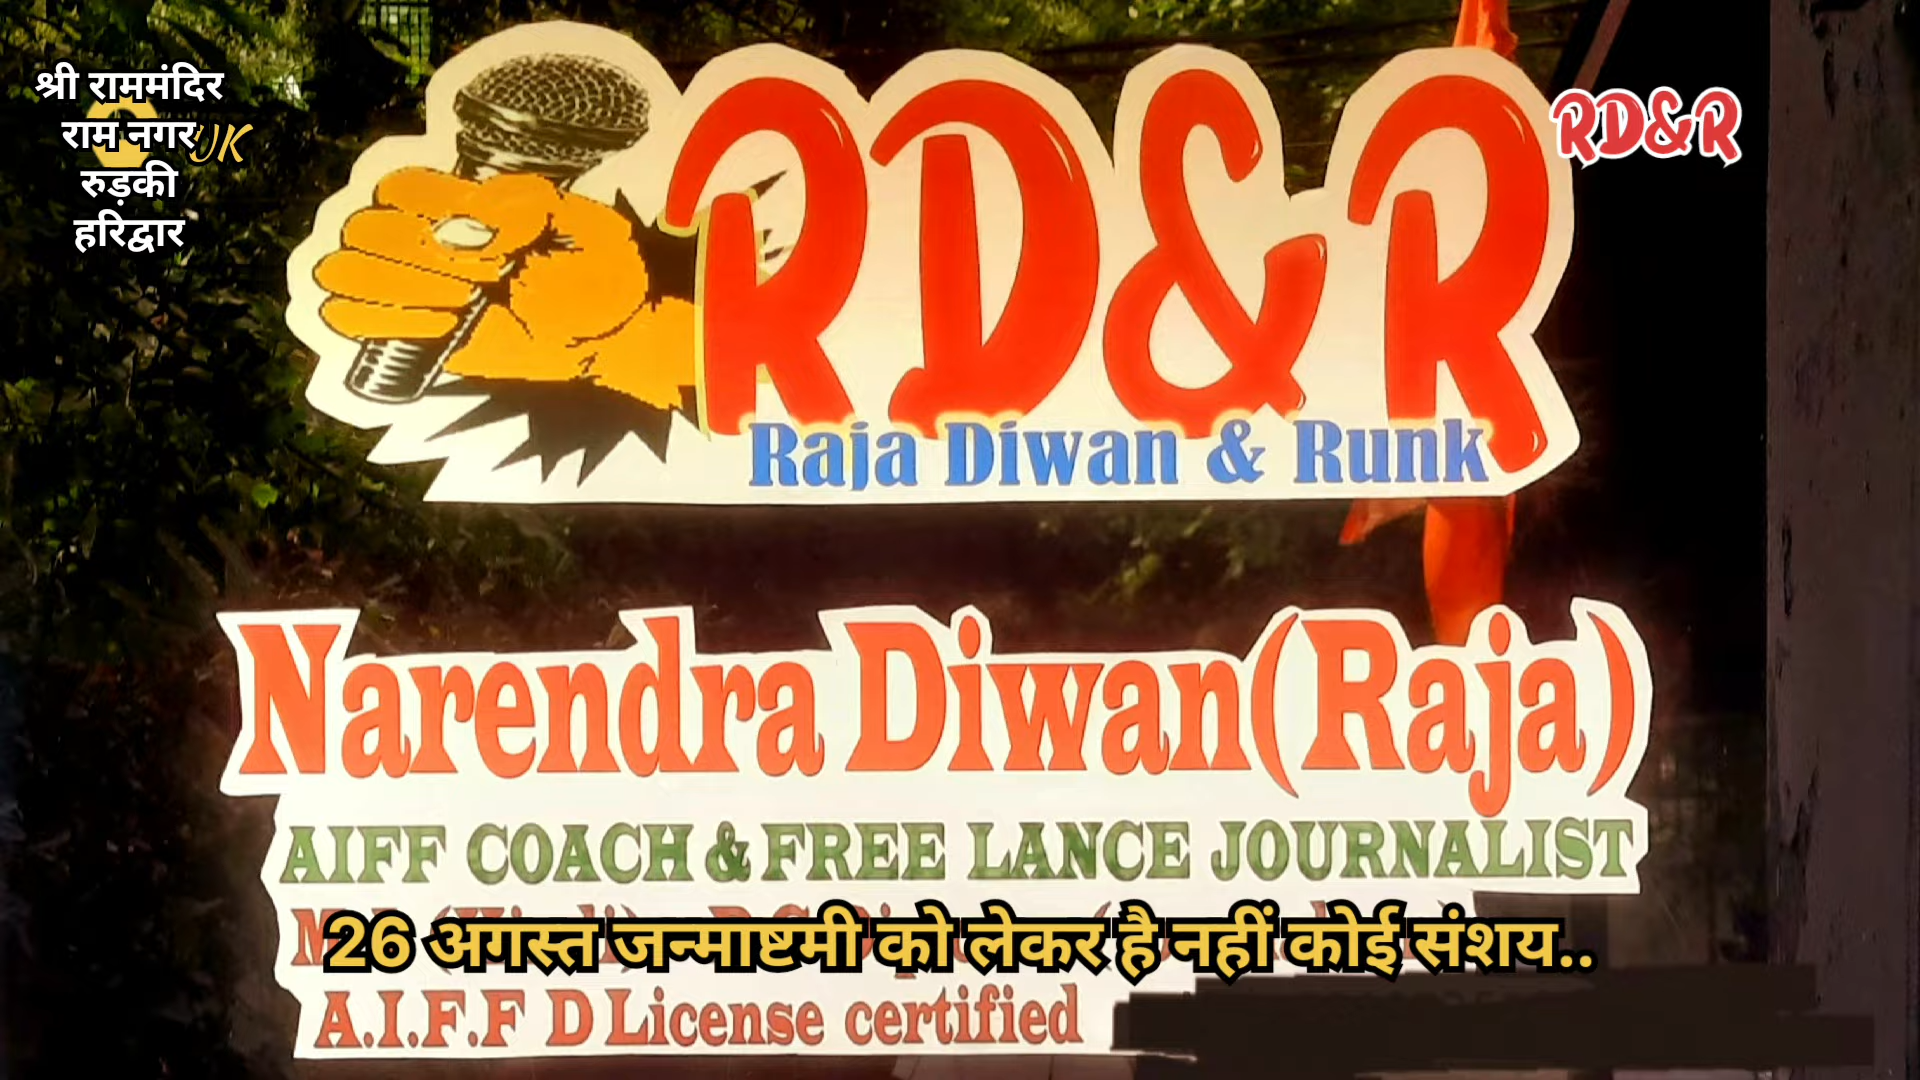 श्री राममंदिर
राम नगर
रुड़की
हरिद्वार
UK
RD&R
RD&R
Raja Diwan & Runk
Narendra Diwan(Raja)
AIFF COACH & FREE LANCE JOURNALIST
26 अगस्त जन्माष्टमी को लेकर है नहीं कोई संशय..
A.I.F.F D License certified